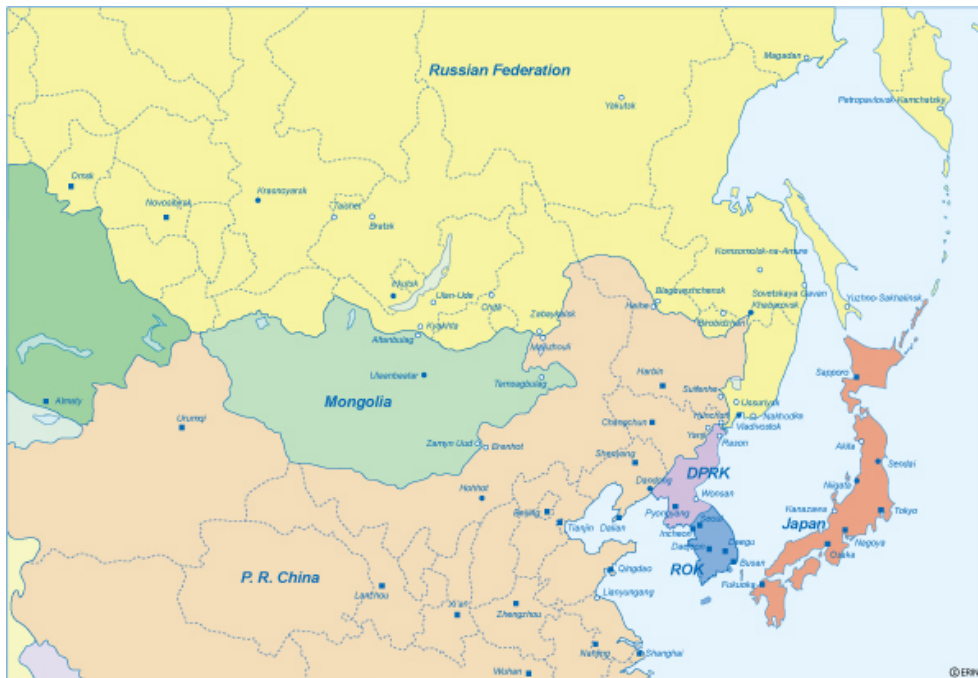 Magadan
Russian Federation
Yakutsk
Petropavlovsk-Kamchatzky
Omsk
Krasnoyarsk
Novosibirsk
Taishet
Bratsk
Komsomolsk-na-Amure
Irkutsk
Ulan-Ude
Chita
Blagoveshchensk
Sovetskaya Gavan
Heihe
Khabarovsk
Yuzhno-Sakhalinsk
Zabaykalsk
Birobidzhan
Kyakhta
Altanbulag
Manzhouli
Ulaanbaatar
Harbin
Sapporo
Tamsagbulag
Suifenhe
Almaty
Mongolia
Ussuriysk
Urumqi
Changchun
Hunchun
Nakhodka
Vladivostok
Yanji
Rason
Zamyn Uud
Erenhot
Akita
Shenyang
Sendai
DPRK
Dandong
Niigata
Hohhot
Wonsan
Beijing
Pyongyang
Kanazawa
Tokyo
Tianjin
Dalian
Seoul
Japan
Incheon
Nagoya
Daejeon
Daegu
Osaka
Busan
Qingdao
ROK
P. R. China
Fukuoka
Lanzhou
Lianyungang
Xi'an
Zhengzhou
Nanjing
Shanghai
Wuhan
©ERINA